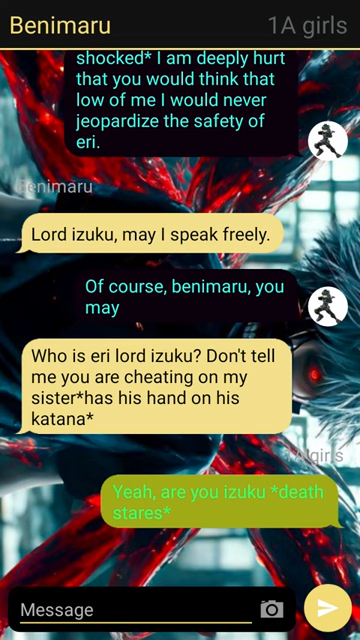 Benimaru
1A girls
shocked* I am deeply hurt
that you would think that
low of me I would never
jeopardize the safety of
eri.
Benimaru
Lord izuku, may I speak freely.
Of course, benimaru, you
may
Who is eri lord izuku? Don't tell
me you are cheating on my
sister*has his hand on his
katana*
1A girls
Yeah, are you izuku *death
stares*
Message